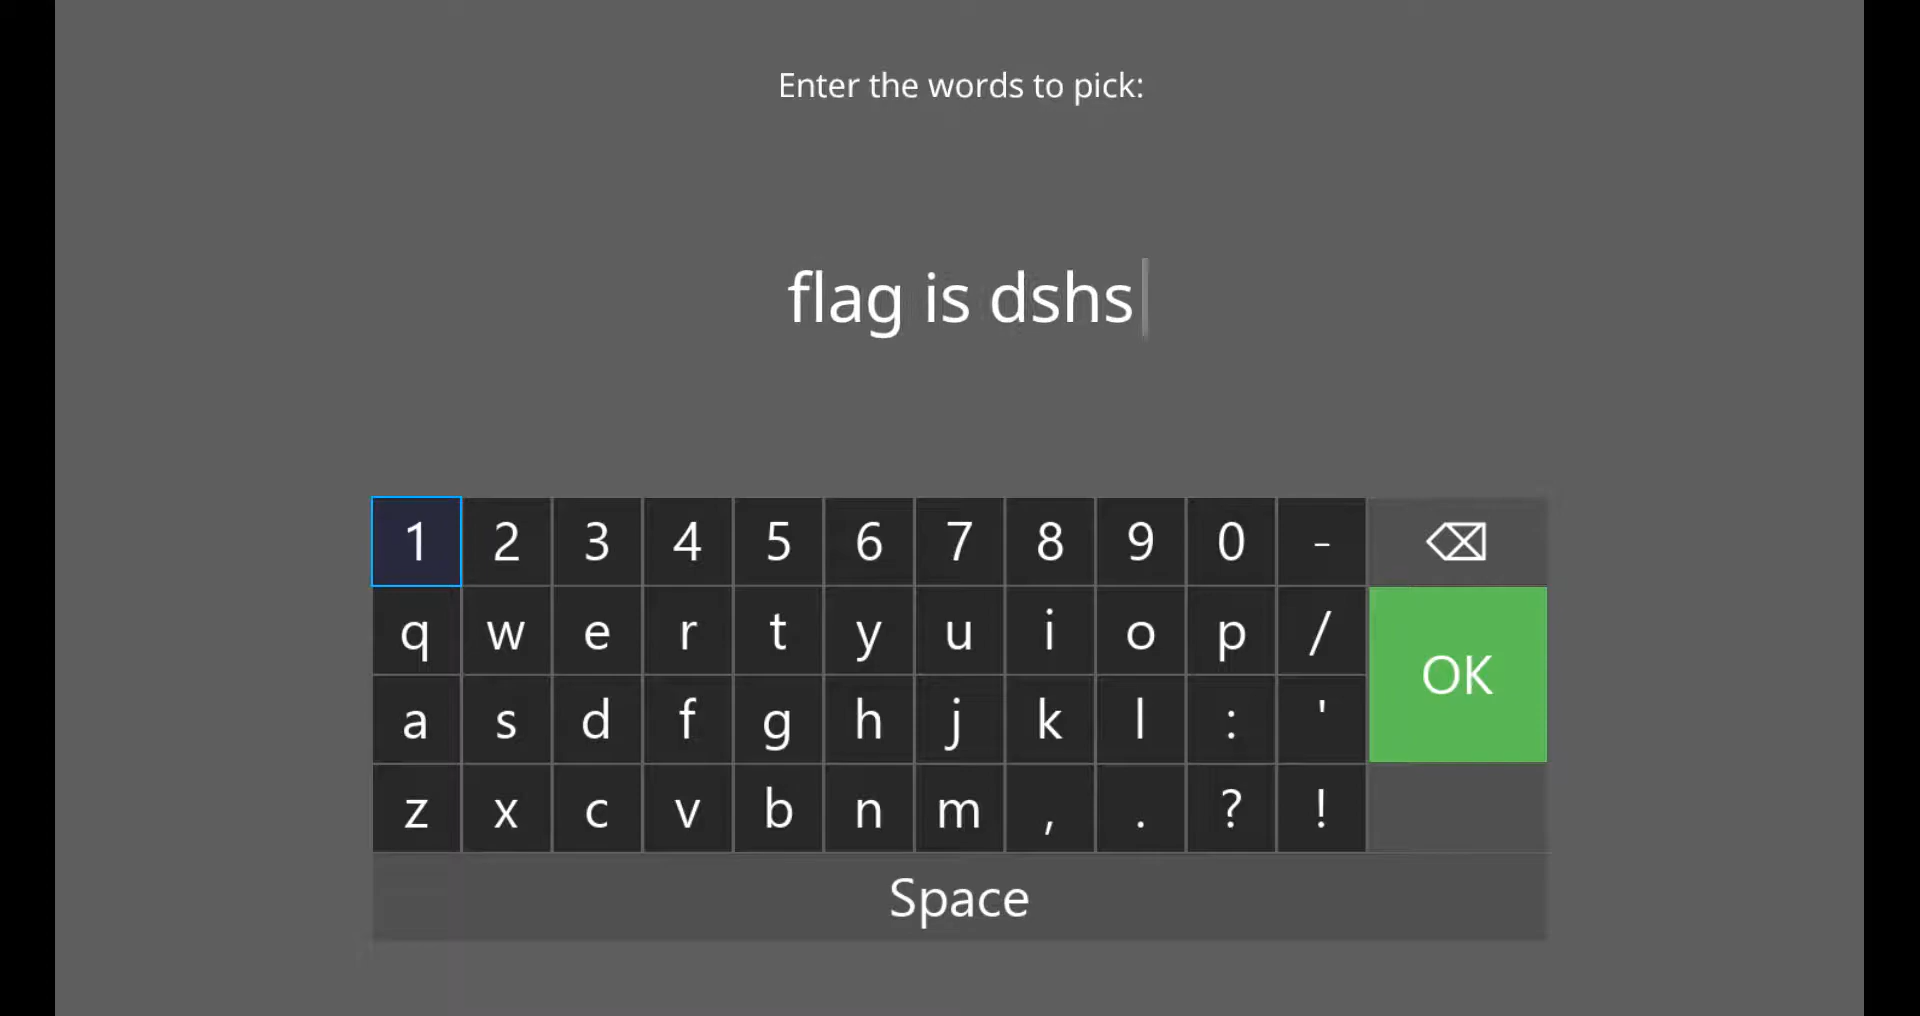 Enter the words to pick:
flag is dshs
1 2 3 4 5 6 7 8 9 0 - ⌫
q w e r t y u i o p /
OK
a s d f g h j k l : '
z x c v b n m , . ? !
Space